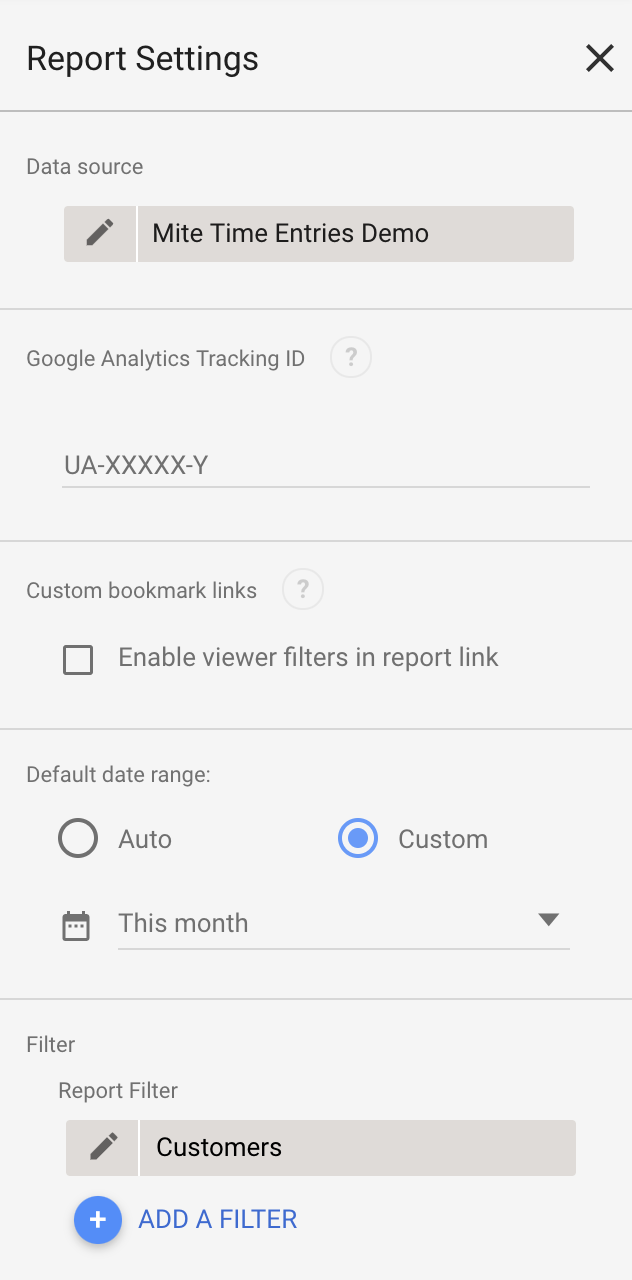 Report Settings
Data source
Mite Time Entries Demo
Google Analytics Tracking ID ?
UA-XXXXX-Y
Custom bookmark links ?
Enable viewer filters in report link
Default date range:
Auto Custom
This month
Filter
Report Filter
Customers
+ ADD A FILTER